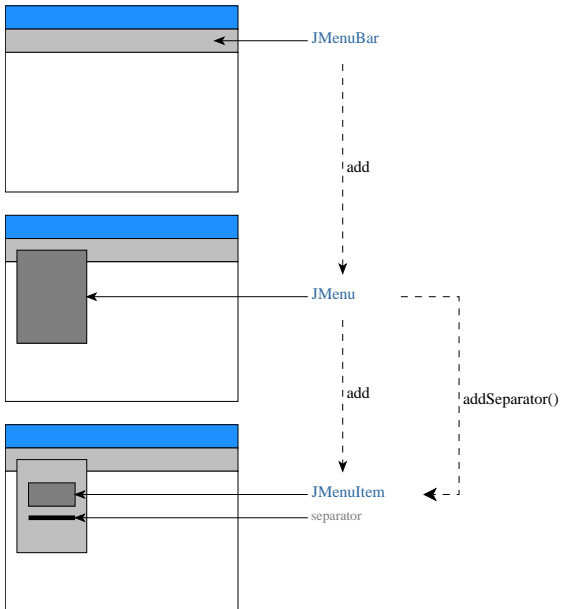 JMenuBar
add
JMenu
add
addSeparator()
JMenuItem
separator